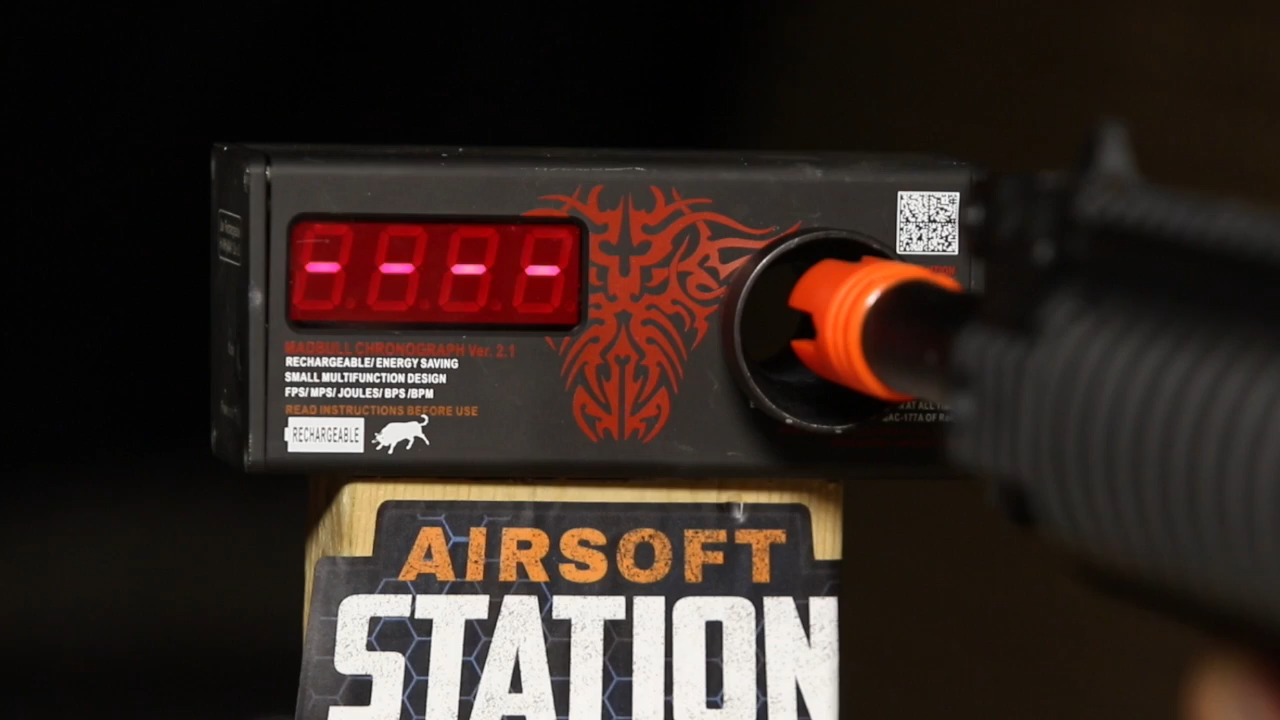 ----
MADBULL CHRONOGRAPH Ver. 2.1
RECHARGEABLE/ ENERGY SAVING
SMALL MULTIFUNCTION DESIGN
FPS/ MPS/ JOULES/ BPS /BPM
READ INSTRUCTIONS BEFORE USE
RECHARGEABLE
AIRSOFT
STATION